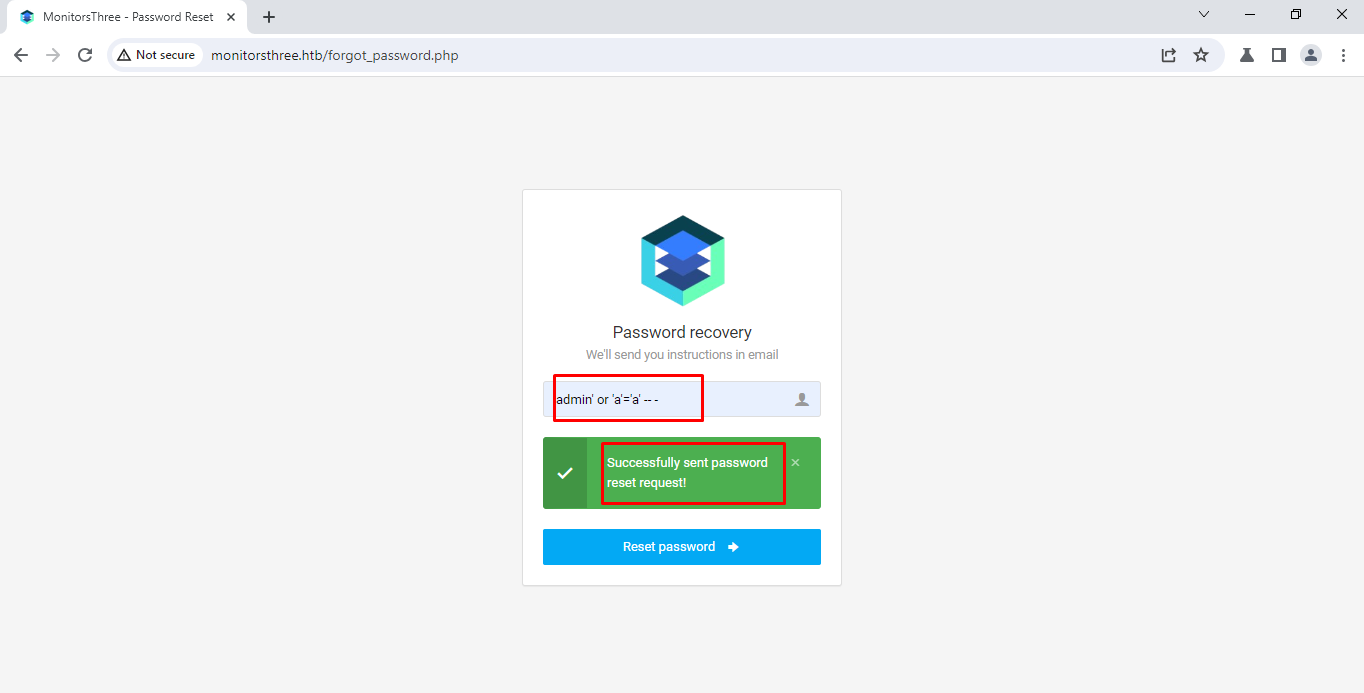 MonitorsThree - Password Reset
Not secure
monitorsthree.htb/forgot_password.php
Password recovery
We'll send you instructions in email
admin' or 'a'='a' -- -
Successfully sent password
reset request!
Reset password